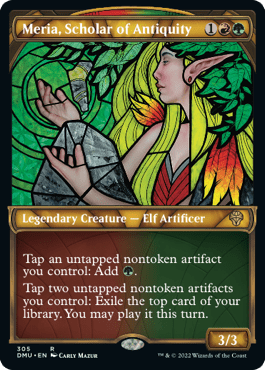 Meria, Scholar of Antiquity 1
Legendary Creature — Elf Artificer
Tap an untapped nontoken artifact
you control: Add .
Tap two untapped nontoken artifacts
you control: Exile the top card of your
library. You may play it this turn.
3/3
305 R
DMU • EN CARLY MAZUR
™ & © 2022 Wizards of the Coast